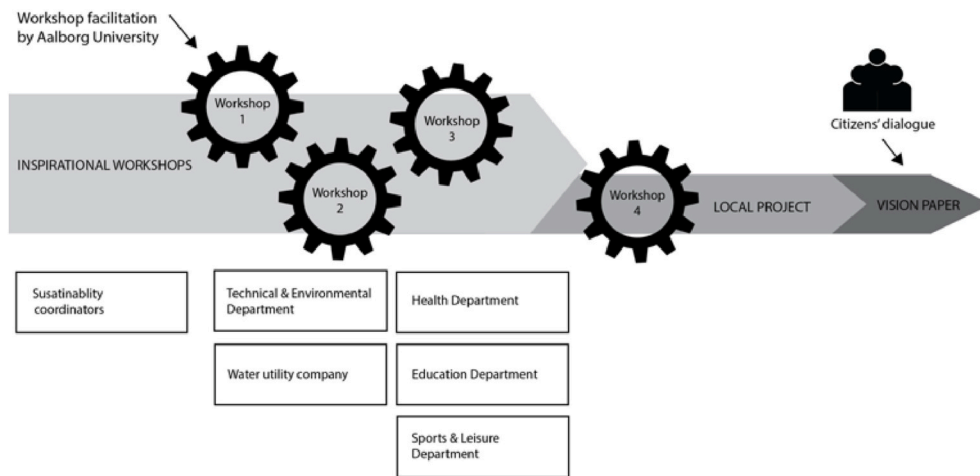 Workshop facilitation
by Aalborg University
Workshop
1
Workshop
3
Citizens' dialogue
INSPIRATIONAL WORKSHOPS
Workshop
2
Workshop
4
LOCAL PROJECT
VISION PAPER
Susatinablity
coordinators
Technical & Environmental
Department
Health Department
Water utility company
Education Department
Sports & Leisure
Department